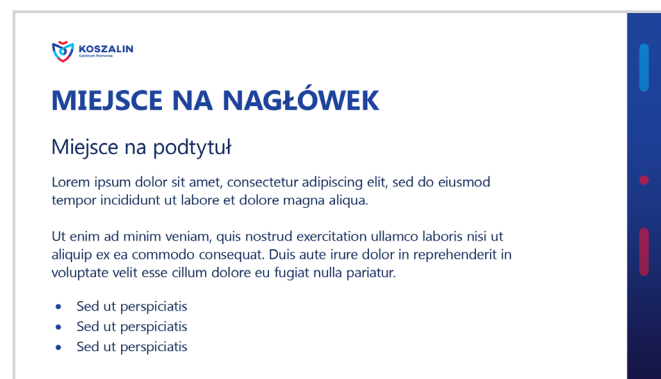 KOSZALIN
Centrum Pomorza
MIEJSCE NA NAGŁÓWEK
Miejsce na podtytuł
Lorem ipsum dolor sit amet, consectetur adipiscing elit, sed do eiusmod
tempor incididunt ut labore et dolore magna aliqua.
Ut enim ad minim veniam, quis nostrud exercitation ullamco laboris nisi ut
aliquip ex ea commodo consequat. Duis aute irure dolor in reprehenderit in
voluptate velit esse cillum dolore eu fugiat nulla pariatur.
• Sed ut perspiciatis
• Sed ut perspiciatis
• Sed ut perspiciatis